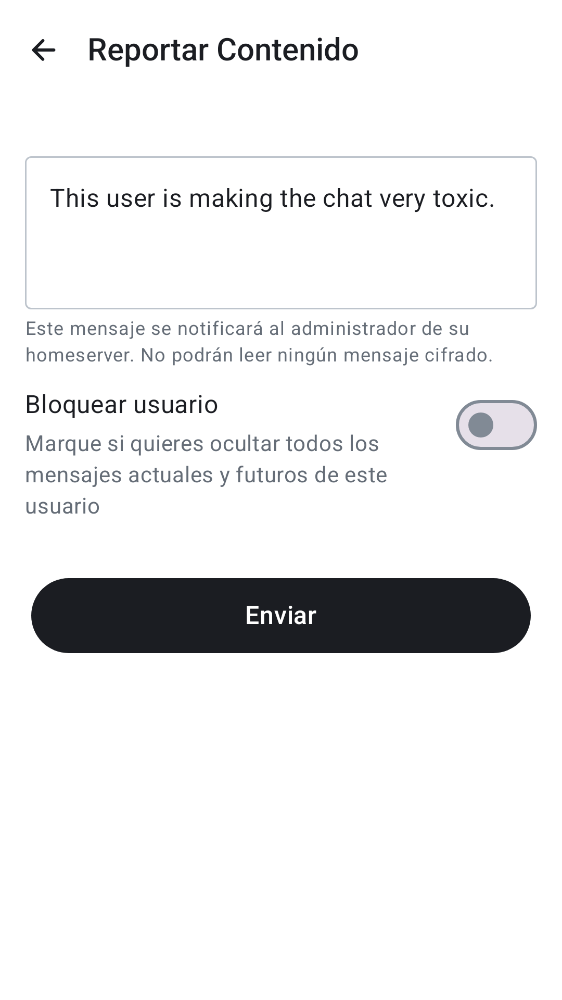 Reportar Contenido
This user is making the chat very toxic.
Este mensaje se notificará al administrador de su
homeserver. No podrán leer ningún mensaje cifrado.
Bloquear usuario
Marque si quieres ocultar todos los
mensajes actuales y futuros de este
usuario
Enviar